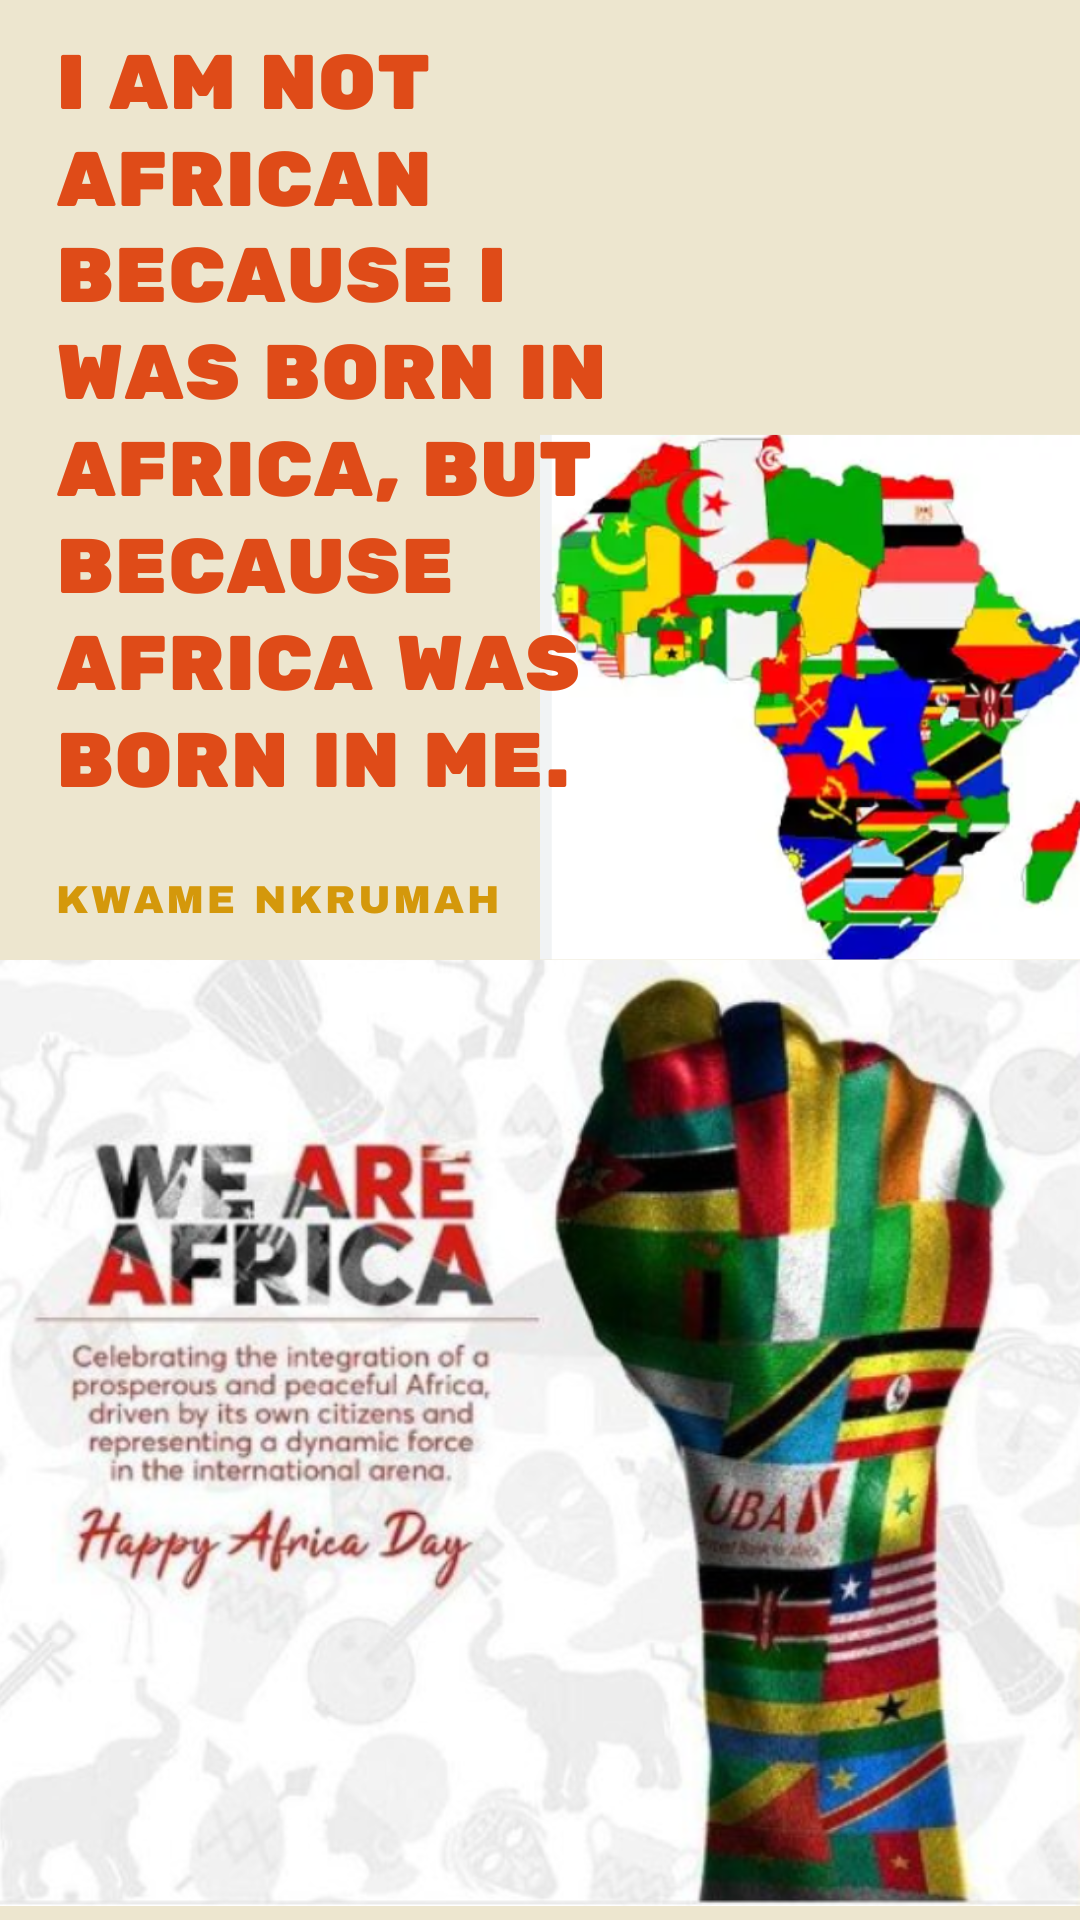 I AM NOT
AFRICAN
BECAUSE I
WAS BORN IN
AFRICA, BUT
BECAUSE
AFRICA WAS
BORN IN ME.
KWAME NKRUMAH
WE ARE
AFRICA
Celebrating the integration of a
prosperous and peaceful Africa,
driven by its own citizens and
representing a dynamic force
in the international arena.
Happy Africa Day
UBA